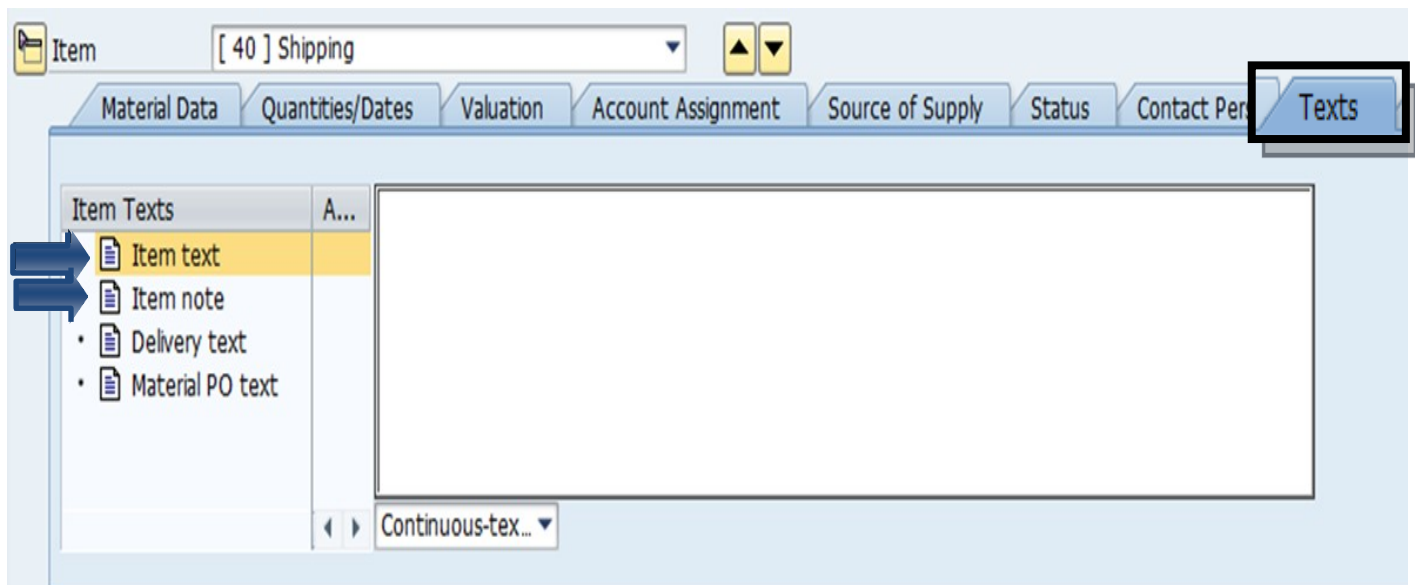 Item [ 40 ] Shipping
Material Data Quantities/Dates Valuation Account Assignment Source of Supply Status Contact Pers Texts
Item Texts A...
Item text
Item note
Delivery text
Material PO text
Continuous-tex...